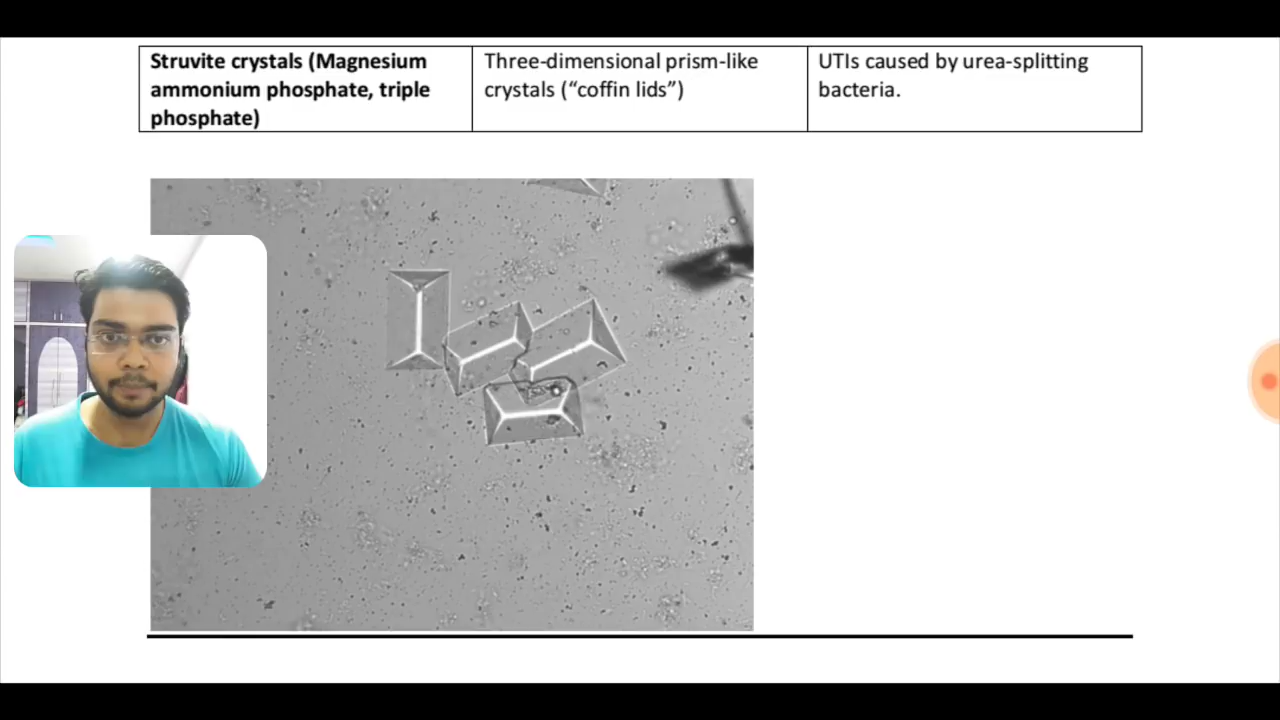 Struvite crystals (Magnesium
ammonium phosphate, triple
phosphate)
Three-dimensional prism-like
crystals (“coffin lids”)
UTIs caused by urea-splitting
bacteria.